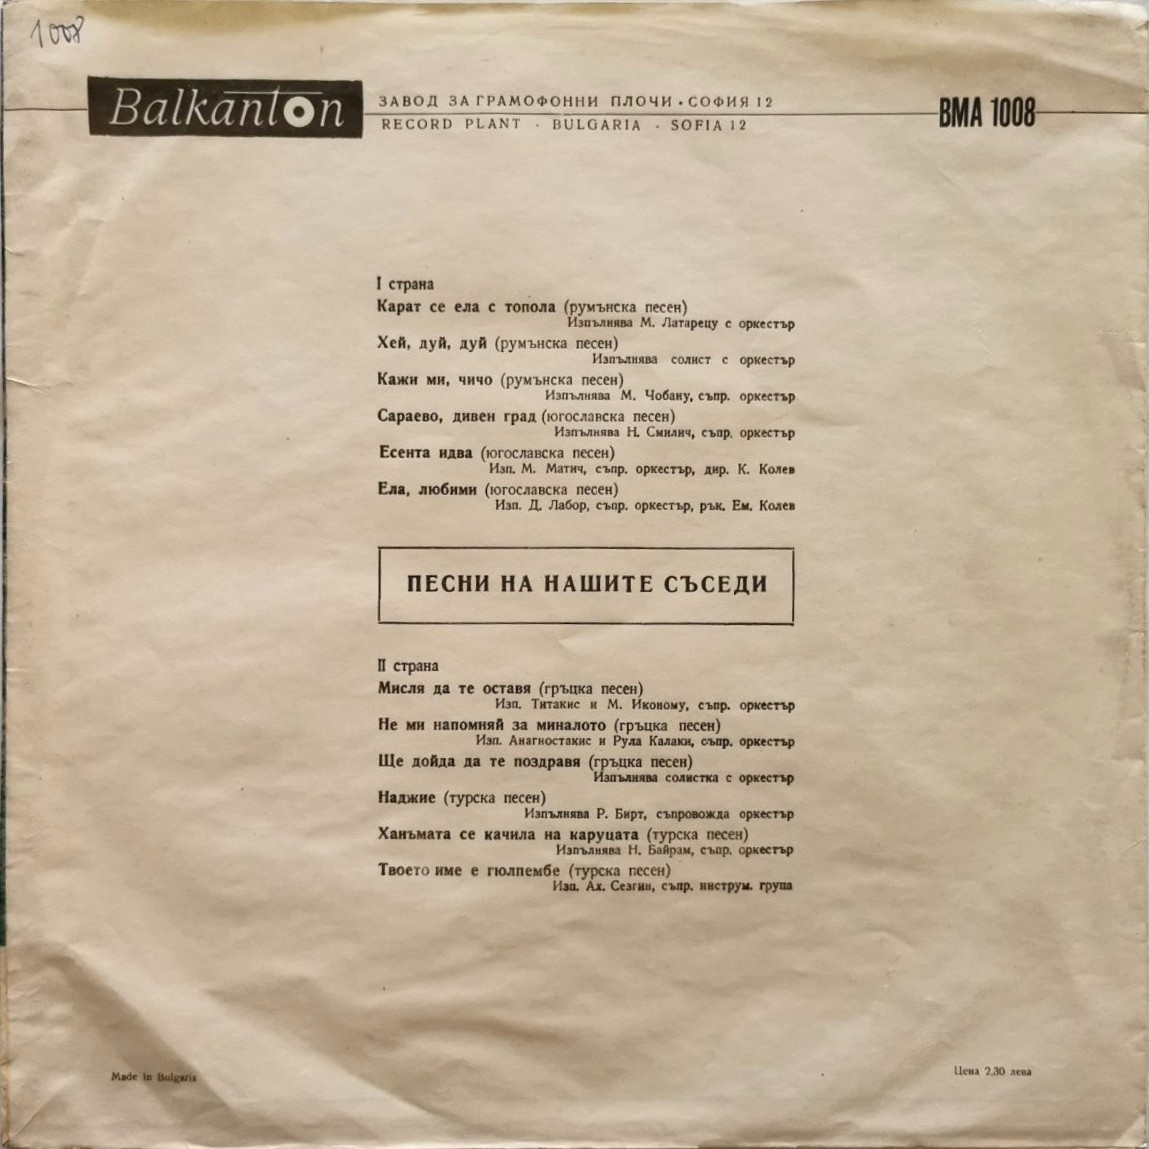 1008
Balkanton
ЗАВОД ЗА ГРАМОФОННИ ПЛОЧИ • СОФИЯ 12
RECORD PLANT · BULGARIA · SOFIA 12
ВМА 1008
I страна
Карат се ела с топола (румънска песен)
Изпълнява М. Латарецу с оркестър
Хей, дуй, дуй (румънска песен)
Изпълнява солист с оркестър
Кажи ми, чичо (румънска песен)
Изпълнява М. Чобану, съпр. оркестър
Сараево, дивен град (югославска песен)
Изпълнява Н. Смилич, съпр. оркестър
Есента идва (югославска песен)
Изп. М. Матич, съпр. оркестър, дир. К. Колев
Ела, любими (югославска песен)
Изп. Д. Лабор, съпр. оркестър, рък. Ем. Колев
ПЕСНИ НА НАШИТЕ СЪСЕДИ
II страна
Мисля да те оставя (гръцка песен)
Изп. Титакис и М. Икономy, съпр. оркестър
Не ми напомняй за миналото (гръцка песен)
Изп. Анагностакис и Рула Калаки, съпр. оркестър
Ще дойда да те поздравя (гръцка песен)
Изпълнява солистка с оркестър
Наджие (турска песен)
Изпълнява Р. Бирт, съпровожда оркестър
Ханъмата се качила на каруцата (турска песен)
Изпълнява Н. Байрам, съпр. оркестър
Твоето име е гюлпембе (турска песен)
Изп. Ах. Сезгин, съпр. инструм. група
Made in Bulgaria
Цена 2,30 лева